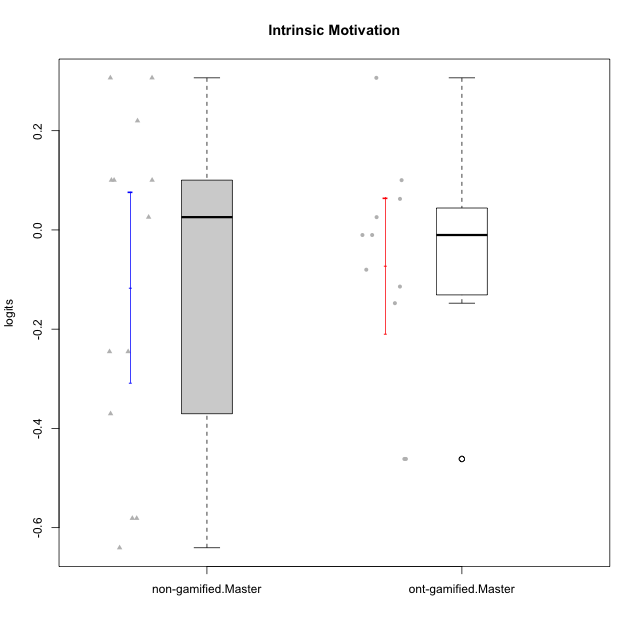 Intrinsic Motivation
0.2
0.0
-0.2
-0.4
-0.6
logits
non-gamified.Master
ont-gamified.Master